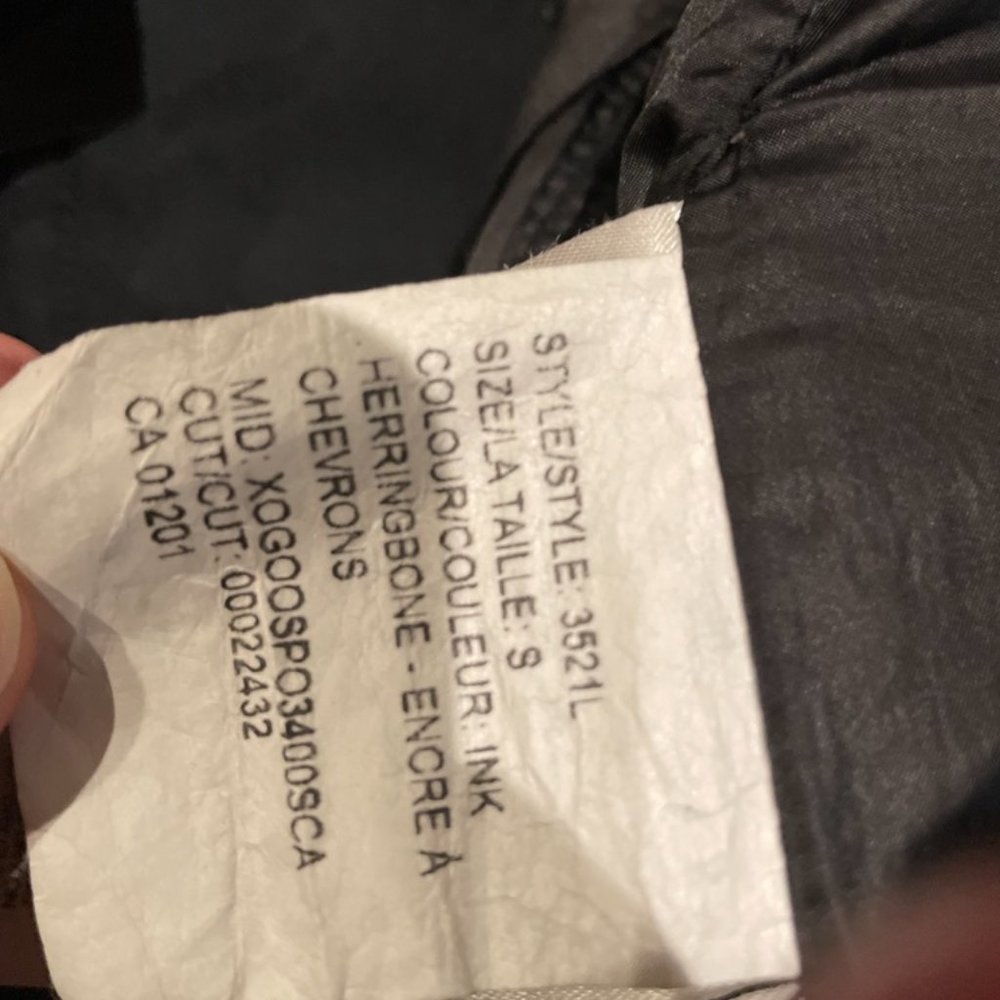 STYLE/STYLE: 3521L
SIZE/LA TAILLE: S
COLOUR/COULEUR: INK
HERRINGBONE - ENCRE À
CHEVRONS
MID: XOGOOSPO3400SCA
CUT/CUT: 00022432
CA 01201